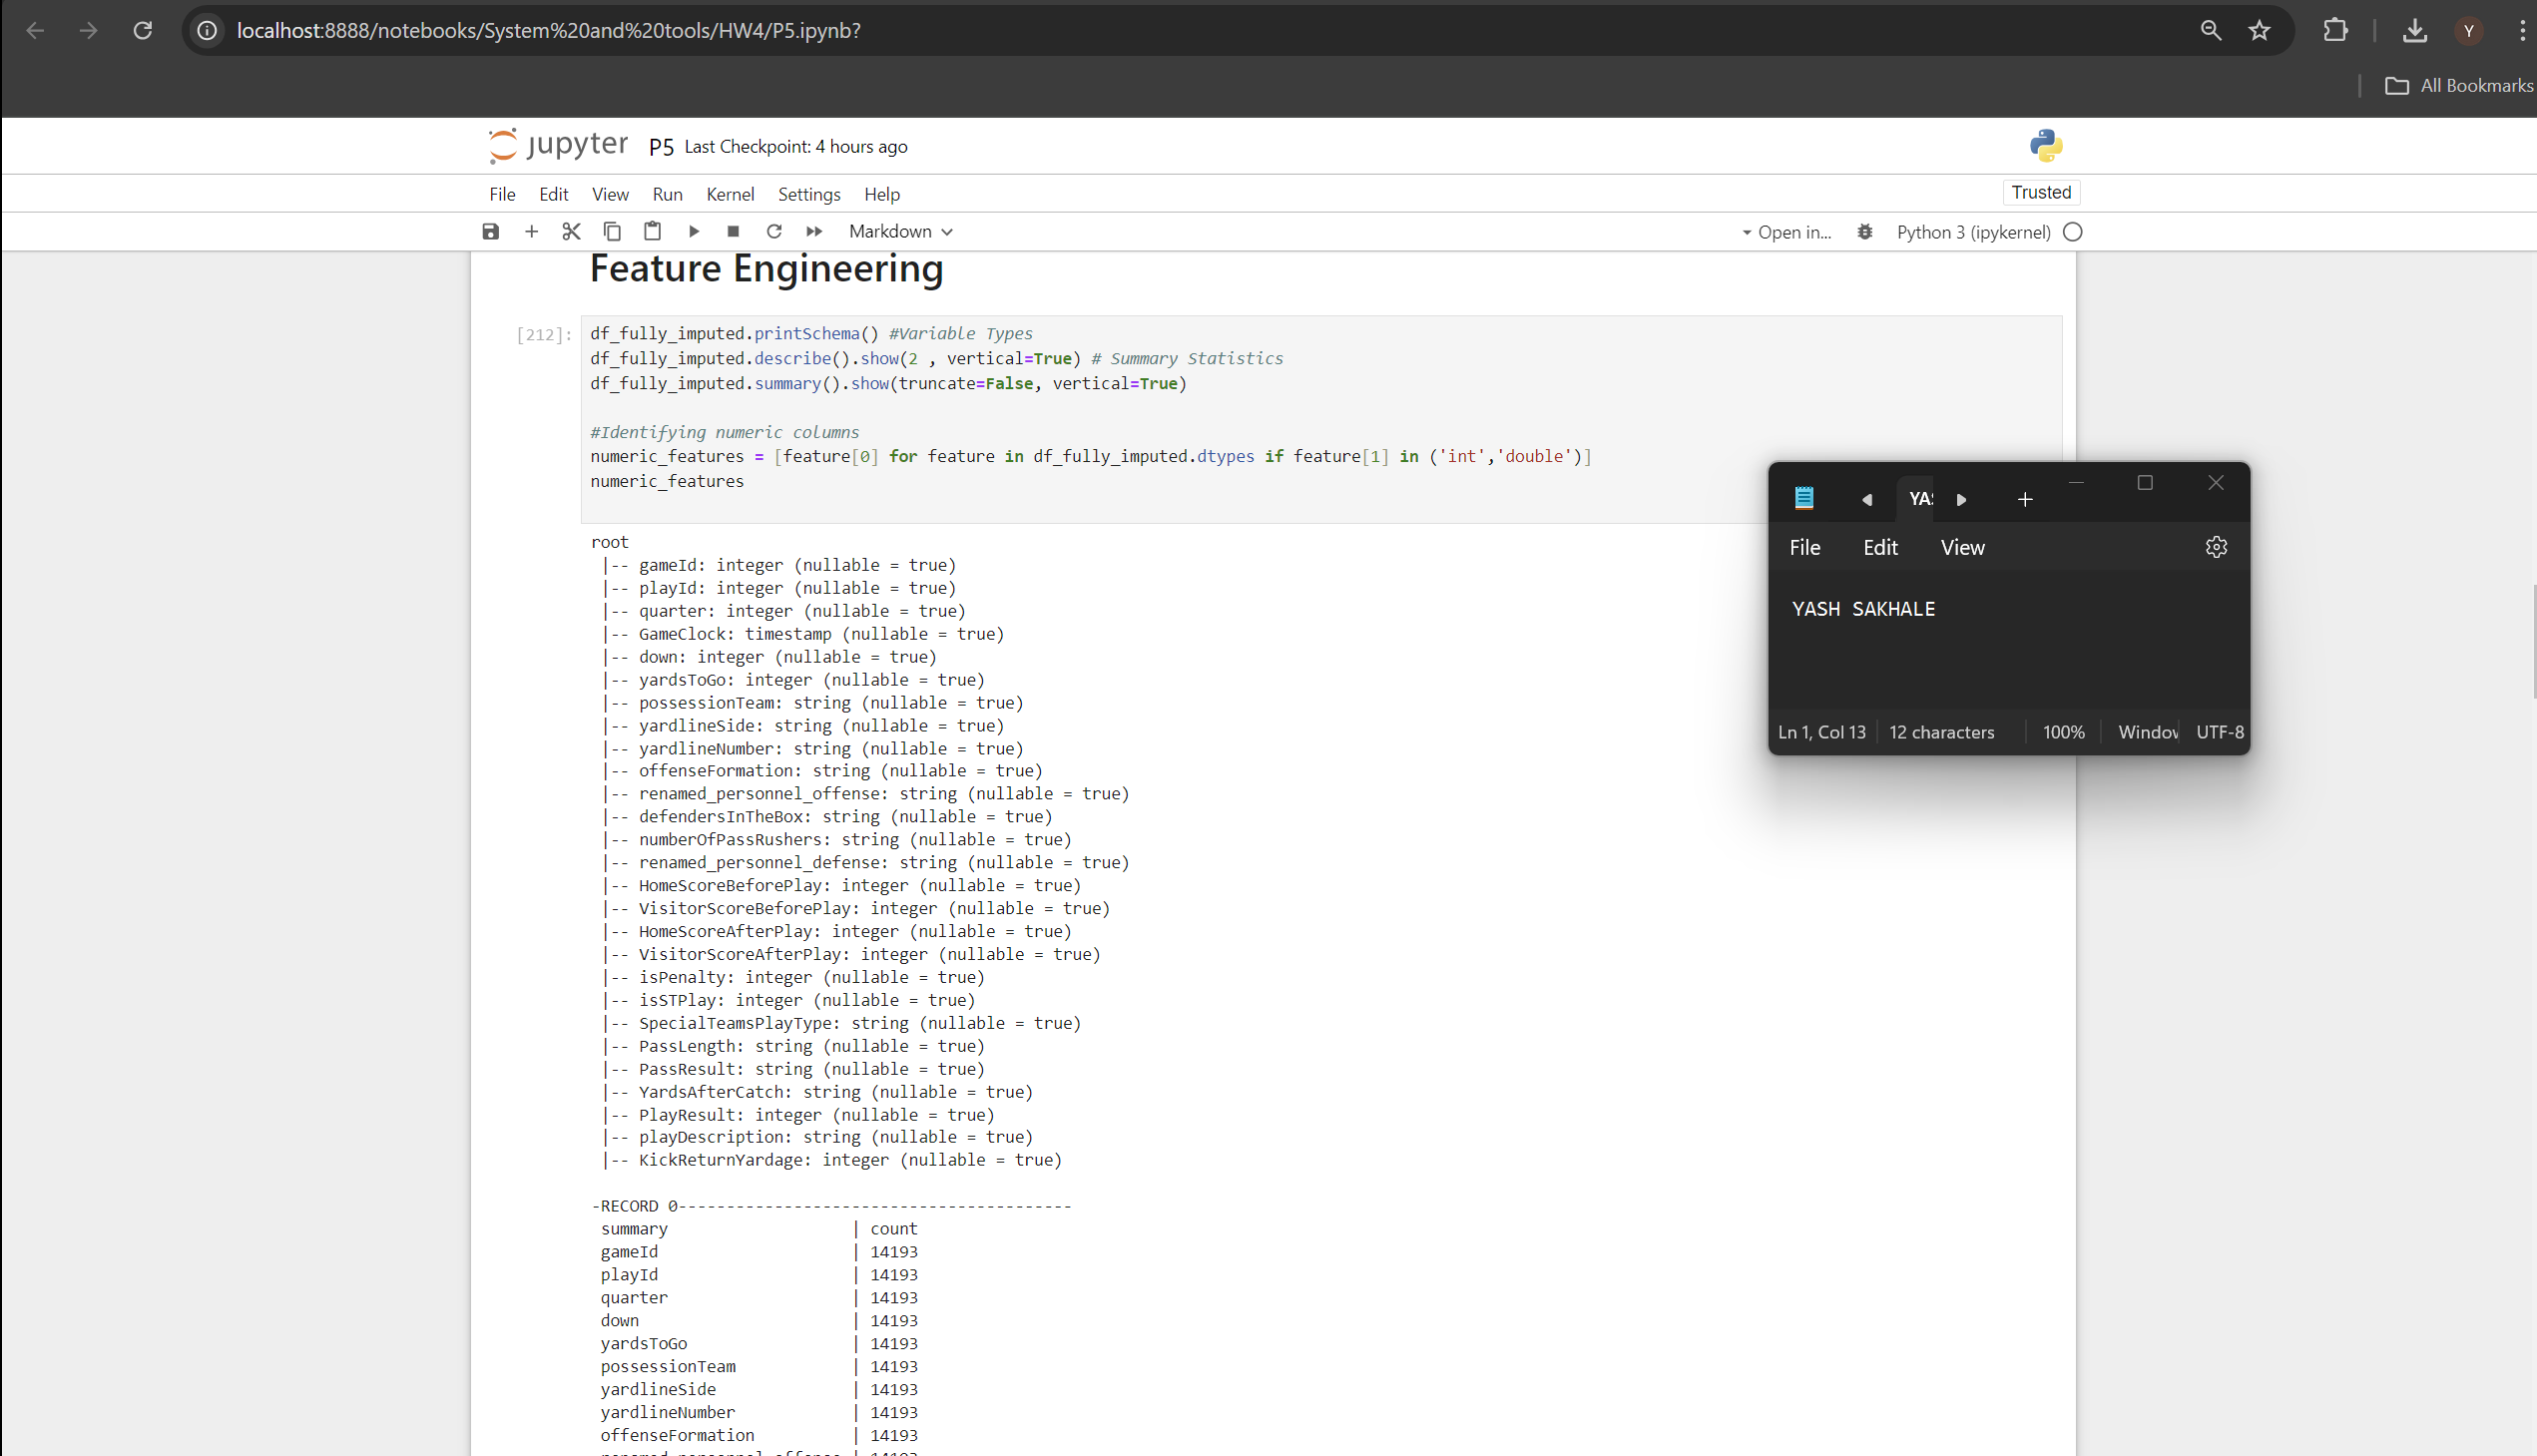 localhost:8888/notebooks/System%20and%20tools/HW4/P5.ipynb?
Y
All Bookmarks
jupyter P5 Last Checkpoint: 4 hours ago
File Edit View Run Kernel Settings Help
Trusted
Markdown
Open in...
Python 3 (ipykernel)
Feature Engineering
[212]:
df_fully_imputed.printSchema() #Variable Types
df_fully_imputed.describe().show(2 , vertical=True) # Summary Statistics
df_fully_imputed.summary().show(truncate=False, vertical=True)
#Identifying numeric columns
numeric_features = [feature[0] for feature in df_fully_imputed.dtypes if feature[1] in ('int','double')]
numeric_features
root
|-- gameId: integer (nullable = true)
|-- playId: integer (nullable = true)
|-- quarter: integer (nullable = true)
|-- GameClock: timestamp (nullable = true)
|-- down: integer (nullable = true)
|-- yardsToGo: integer (nullable = true)
|-- possessionTeam: string (nullable = true)
|-- yardlineSide: string (nullable = true)
|-- yardlineNumber: string (nullable = true)
|-- offenseFormation: string (nullable = true)
|-- renamed_personnel_offense: string (nullable = true)
|-- defendersInTheBox: string (nullable = true)
|-- numberOfPassRushers: string (nullable = true)
|-- renamed_personnel_defense: string (nullable = true)
|-- HomeScoreBeforePlay: integer (nullable = true)
|-- VisitorScoreBeforePlay: integer (nullable = true)
|-- HomeScoreAfterPlay: integer (nullable = true)
|-- VisitorScoreAfterPlay: integer (nullable = true)
|-- isPenalty: integer (nullable = true)
|-- isSTPlay: integer (nullable = true)
|-- SpecialTeamsPlayType: string (nullable = true)
|-- PassLength: string (nullable = true)
|-- PassResult: string (nullable = true)
|-- YardsAfterCatch: string (nullable = true)
|-- PlayResult: integer (nullable = true)
|-- playDescription: string (nullable = true)
|-- KickReturnYardage: integer (nullable = true)
-RECORD 0-----------------------------------------
summary | count
gameId | 14193
playId | 14193
quarter | 14193
down | 14193
yardsToGo | 14193
possessionTeam | 14193
yardlineSide | 14193
yardlineNumber | 14193
offenseFormation | 14193
YA
File Edit View
YASH SAKHALE
Ln 1, Col 13 12 characters 100% Window UTF-8